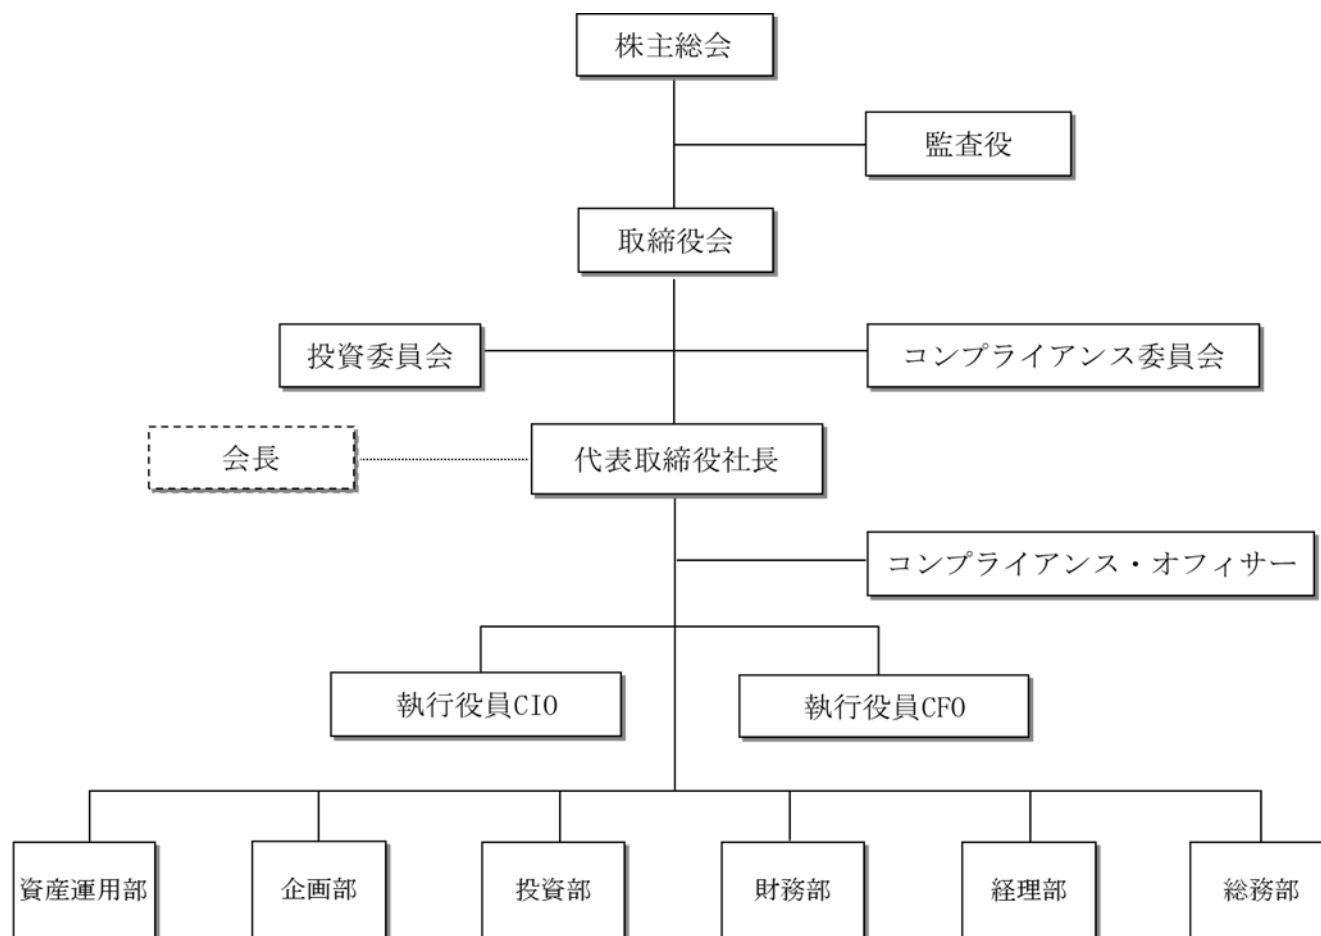 株主総会
監査役
取締役会
投資委員会
コンプライアンス委員会
会長
代表取締役社長
コンプライアンス・オフィサー
執行役員CIO
執行役員CFO
資産運用部
企画部
投資部
財務部
経理部
総務部